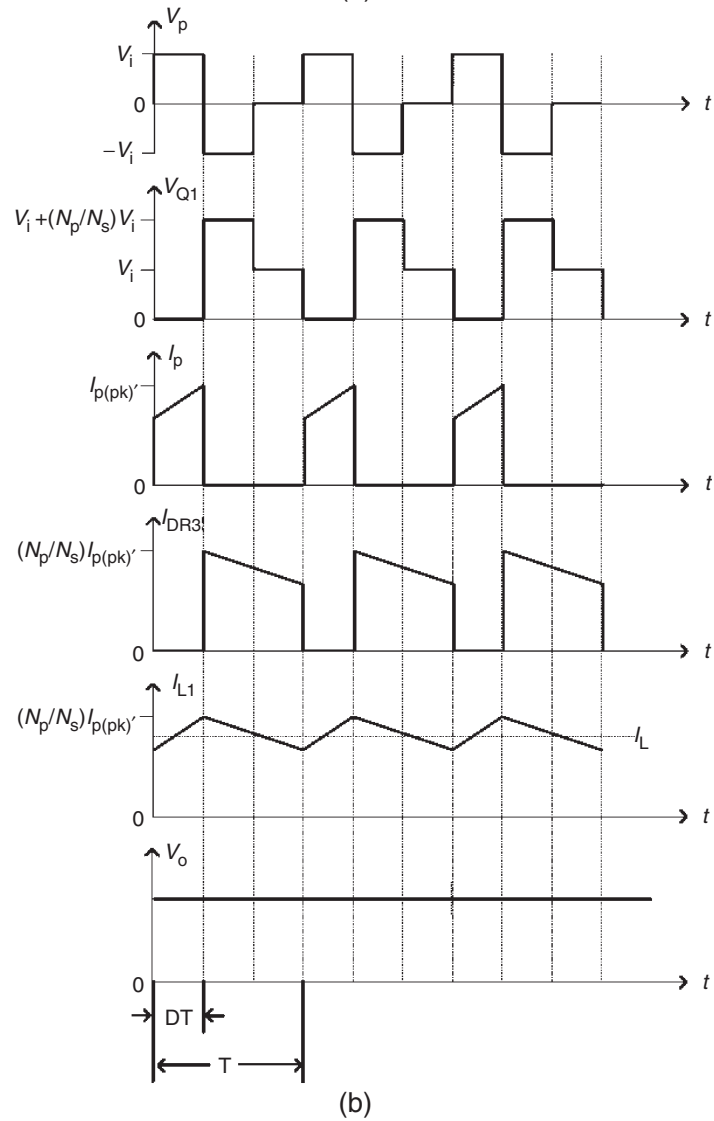 V_p
V_i
0
t
−V_i
V_Q1
V_i +(N_p/N_s)V_i
V_i
0
t
I_p
I_p(pk)′
0
t
I_DR3
(N_p/N_s)I_p(pk)′
0
t
I_L1
(N_p/N_s)I_p(pk)′
I_L
0
t
V_o
0
t
DT
T
(b)